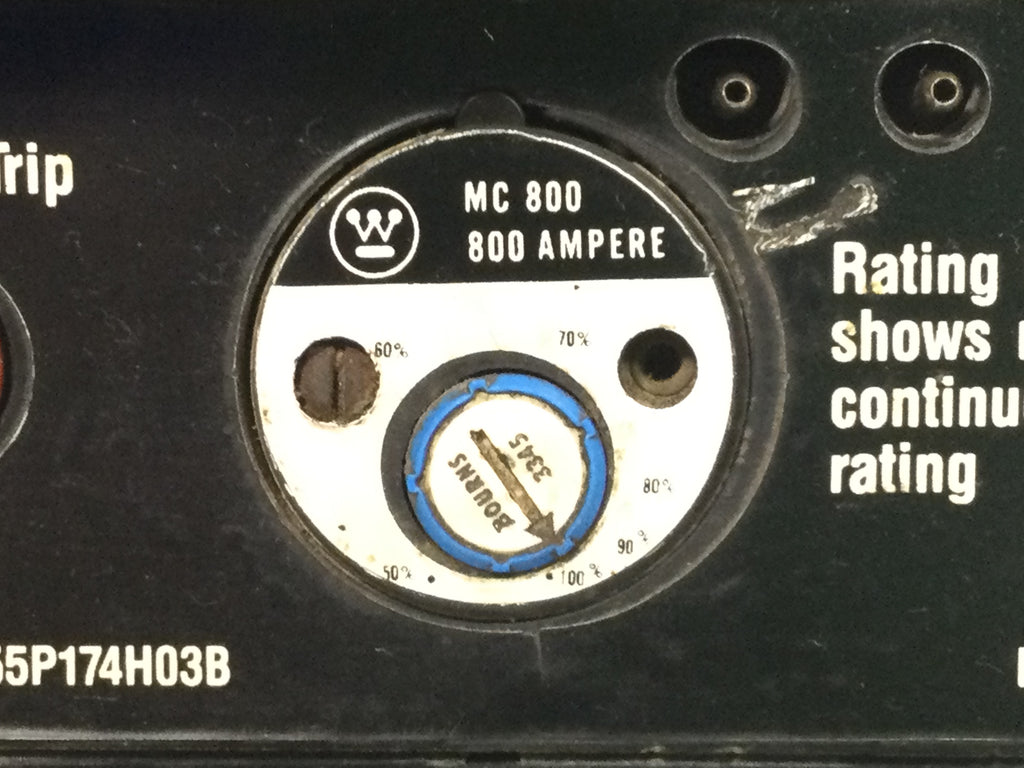 Trip
MC 800
800 AMPERE
Rating
shows
continu
rating
60%
70%
80%
90%
100%
50%
BOURNS
3345
55P174H03B